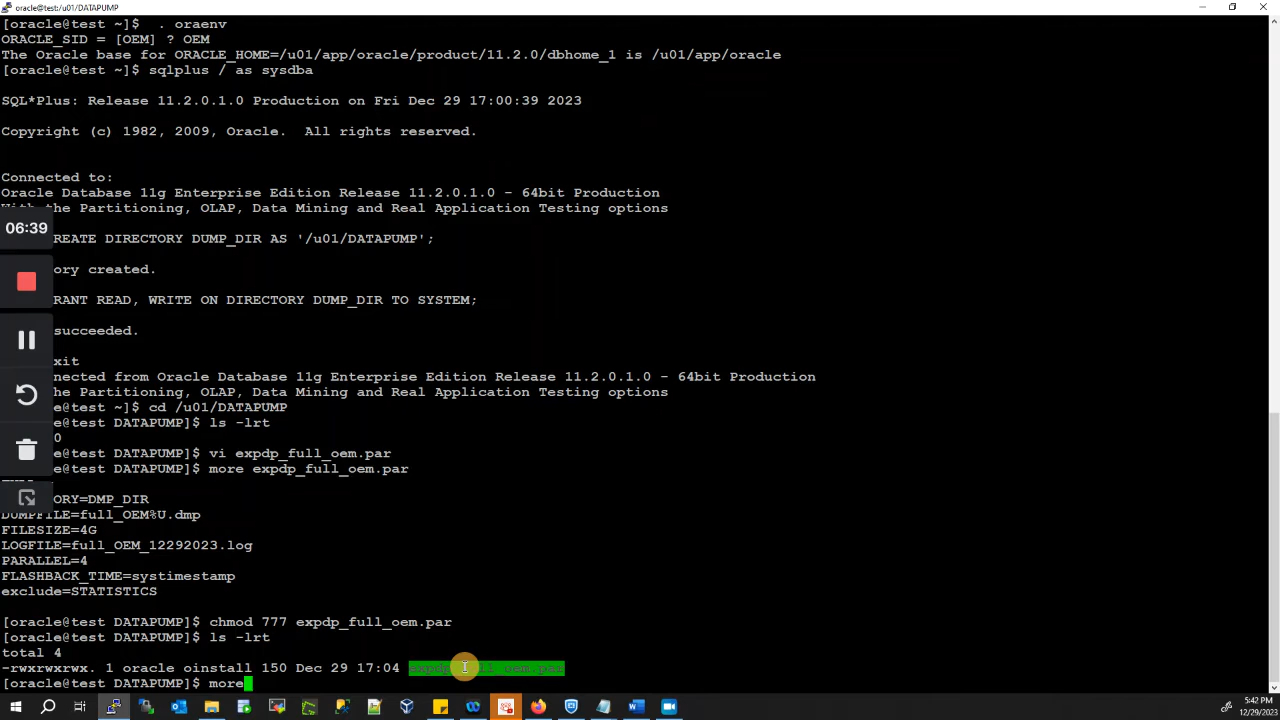 oracle@test:/u01/DATAPUMP
[oracle@test ~]$  . oraenv
ORACLE_SID = [OEM] ? OEM
The Oracle base for ORACLE_HOME=/u01/app/oracle/product/11.2.0/dbhome_1 is /u01/app/oracle
[oracle@test ~]$ sqlplus / as sysdba
SQL*Plus: Release 11.2.0.1.0 Production on Fri Dec 29 17:00:39 2023
Copyright (c) 1982, 2009, Oracle.  All rights reserved.
Connected to:
Oracle Database 11g Enterprise Edition Release 11.2.0.1.0 - 64bit Production
the Partitioning, OLAP, Data Mining and Real Application Testing options
06:39
REATE DIRECTORY DUMP_DIR AS '/u01/DATAPUMP';
ory created.
RANT READ, WRITE ON DIRECTORY DUMP_DIR TO SYSTEM;
succeeded.
xit
nected from Oracle Database 11g Enterprise Edition Release 11.2.0.1.0 - 64bit Production
the Partitioning, OLAP, Data Mining and Real Application Testing options
e@test ~]$ cd /u01/DATAPUMP
e@test DATAPUMP]$ ls -lrt
0
e@test DATAPUMP]$ vi expdp_full_oem.par
e@test DATAPUMP]$ more expdp_full_oem.par
ORY=DMP_DIR
DUMPFILE=full_OEM%U.dmp
FILESIZE=4G
LOGFILE=full_OEM_12292023.log
PARALLEL=4
FLASHBACK_TIME=systimestamp
exclude=STATISTICS
[oracle@test DATAPUMP]$ chmod 777 expdp_full_oem.par
[oracle@test DATAPUMP]$ ls -lrt
total 4
-rwxrwxrwx. 1 oracle oinstall 150 Dec 29 17:04 expdp_full_oem.par
[oracle@test DATAPUMP]$ more
5:42 PM
12/29/2023